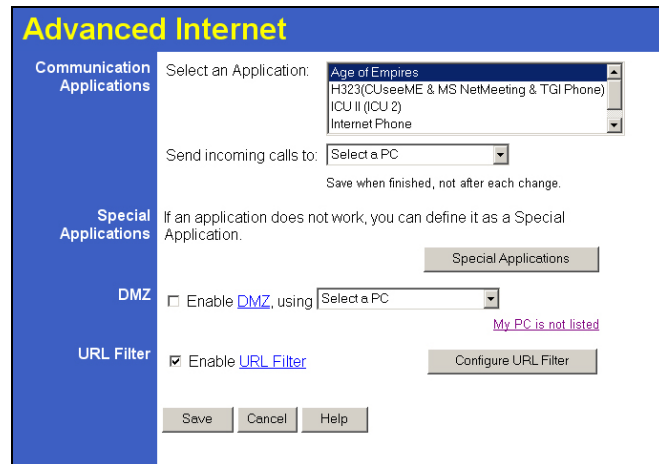 Advanced Internet
Communication Applications
Select an Application:
Age of Empires
H323(CUseeME & MS NetMeeting & TGI Phone)
ICU II (ICU 2)
Internet Phone
Send incoming calls to:
Select a PC
Save when finished, not after each change.
Special Applications
If an application does not work, you can define it as a Special
Application.
Special Applications
DMZ
Enable DMZ, using
Select a PC
My PC is not listed
URL Filter
Enable URL Filter
Configure URL Filter
Save
Cancel
Help